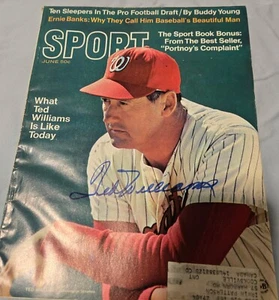 Ten Sleepers In The Pro Football Draft/By Buddy Young
Ernie Banks: Why They Call Him Baseball's Beautiful Man
SPORT
JUNE 50¢
The Sport Book Bonus:
From The Best Seller,
"Portnoy's Complaint"
What
Ted
Williams
Is Like
Today
W
Ted Williams